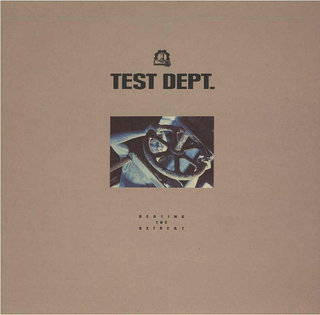 TEST DEPT.
BEATING
THE
RETREAT